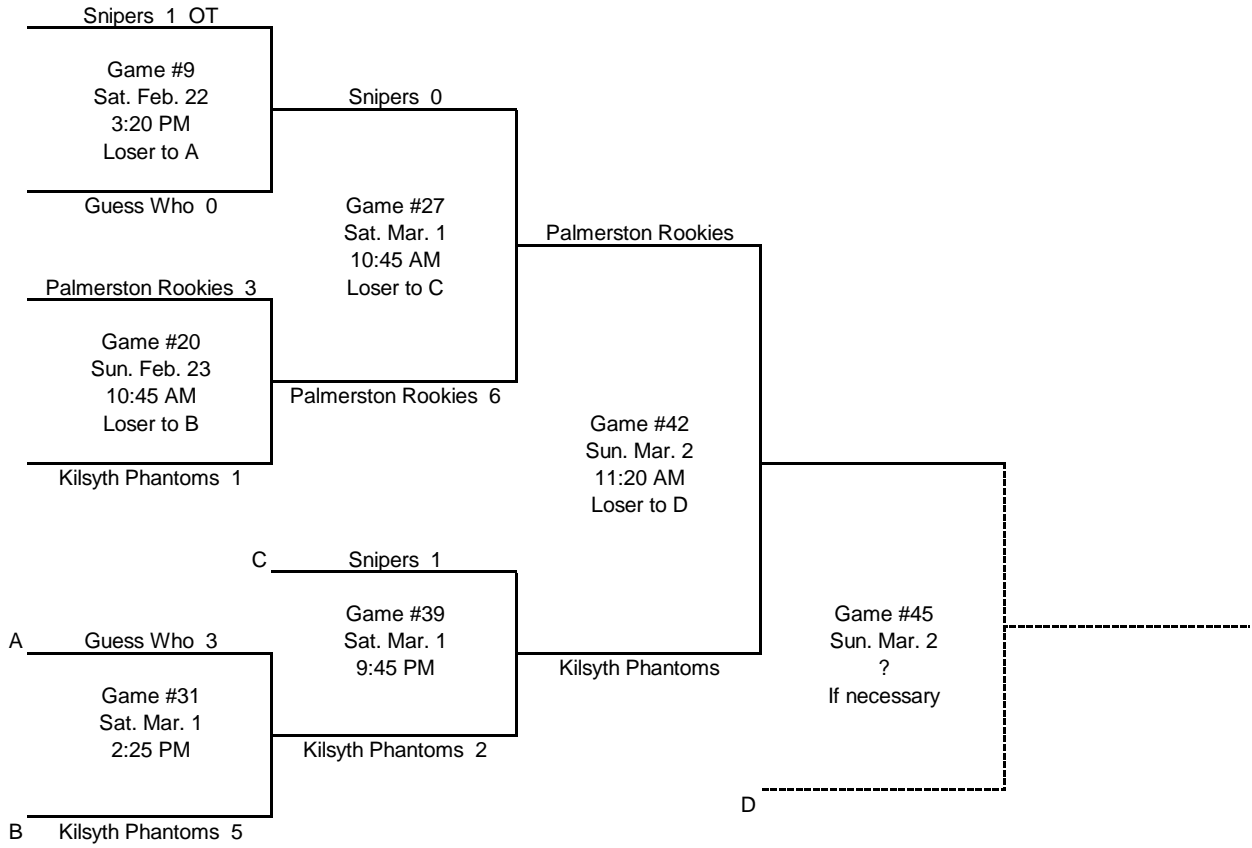 Snipers 1 OT
Game #9
Sat. Feb. 22
3:20 PM
Loser to A
Guess Who 0
Snipers 0
Game #27
Sat. Mar. 1
10:45 AM
Loser to C
Palmerston Rookies 6
Palmerston Rookies 3
Game #20
Sun. Feb. 23
10:45 AM
Loser to B
Kilsyth Phantoms 1
Palmerston Rookies
Game #42
Sun. Mar. 2
11:20 AM
Loser to D
Kilsyth Phantoms
C
Snipers 1
Game #39
Sat. Mar. 1
9:45 PM
Kilsyth Phantoms 2
A
Guess Who 3
Game #31
Sat. Mar. 1
2:25 PM
B
Kilsyth Phantoms 5
Game #45
Sun. Mar. 2
?
If necessary
D